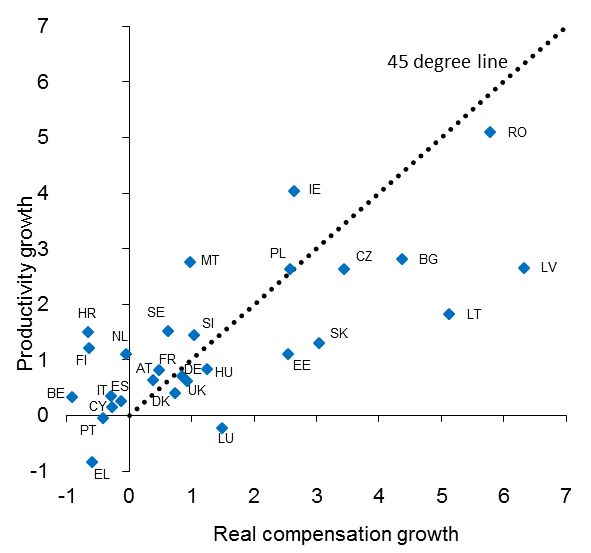 7
45 degree line
6
RO
5
IE
4
Productivity growth
PL
CZ
BG
MT
LV
3
2
LT
HR
SE
SI
SK
NL
FI
1
AT
FR
DE
HU
EE
BE
IT
ES
UK
CY
DK
0
PT
LU
EL
-1
-1 0 1 2 3 4 5 6 7
Real compensation growth